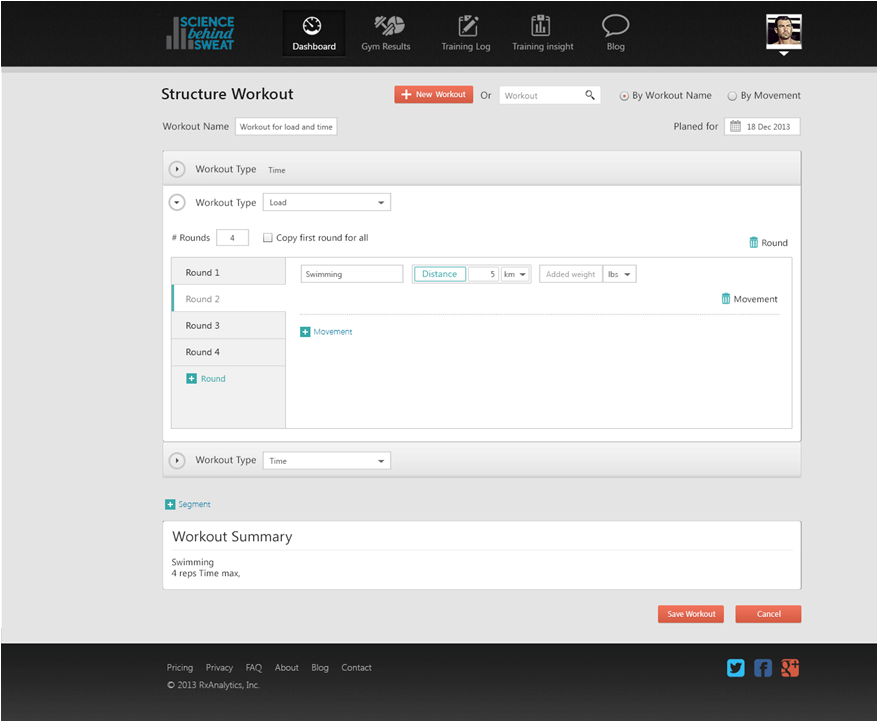 SCIENCE
behind
SWEAT
Dashboard
Gym Results
Training Log
Training insight
Blog
Structure Workout
New Workout
Or
Workout
By Workout Name
By Movement
Workout Name
Workout for load and time
Planed for
18 Dec 2013
Workout Type
Time
Workout Type
Load
# Rounds
4
Copy first round for all
Round
Round 1
Swimming
Distance
5
km
Added weight
lbs
Round 2
Movement
Round 3
Movement
Round 4
Round
Workout Type
Time
Segment
Workout Summary
Swimming
4 reps Time max,
Save Workout
Cancel
Pricing
Privacy
FAQ
About
Blog
Contact
© 2013 RxAnalytics, Inc.